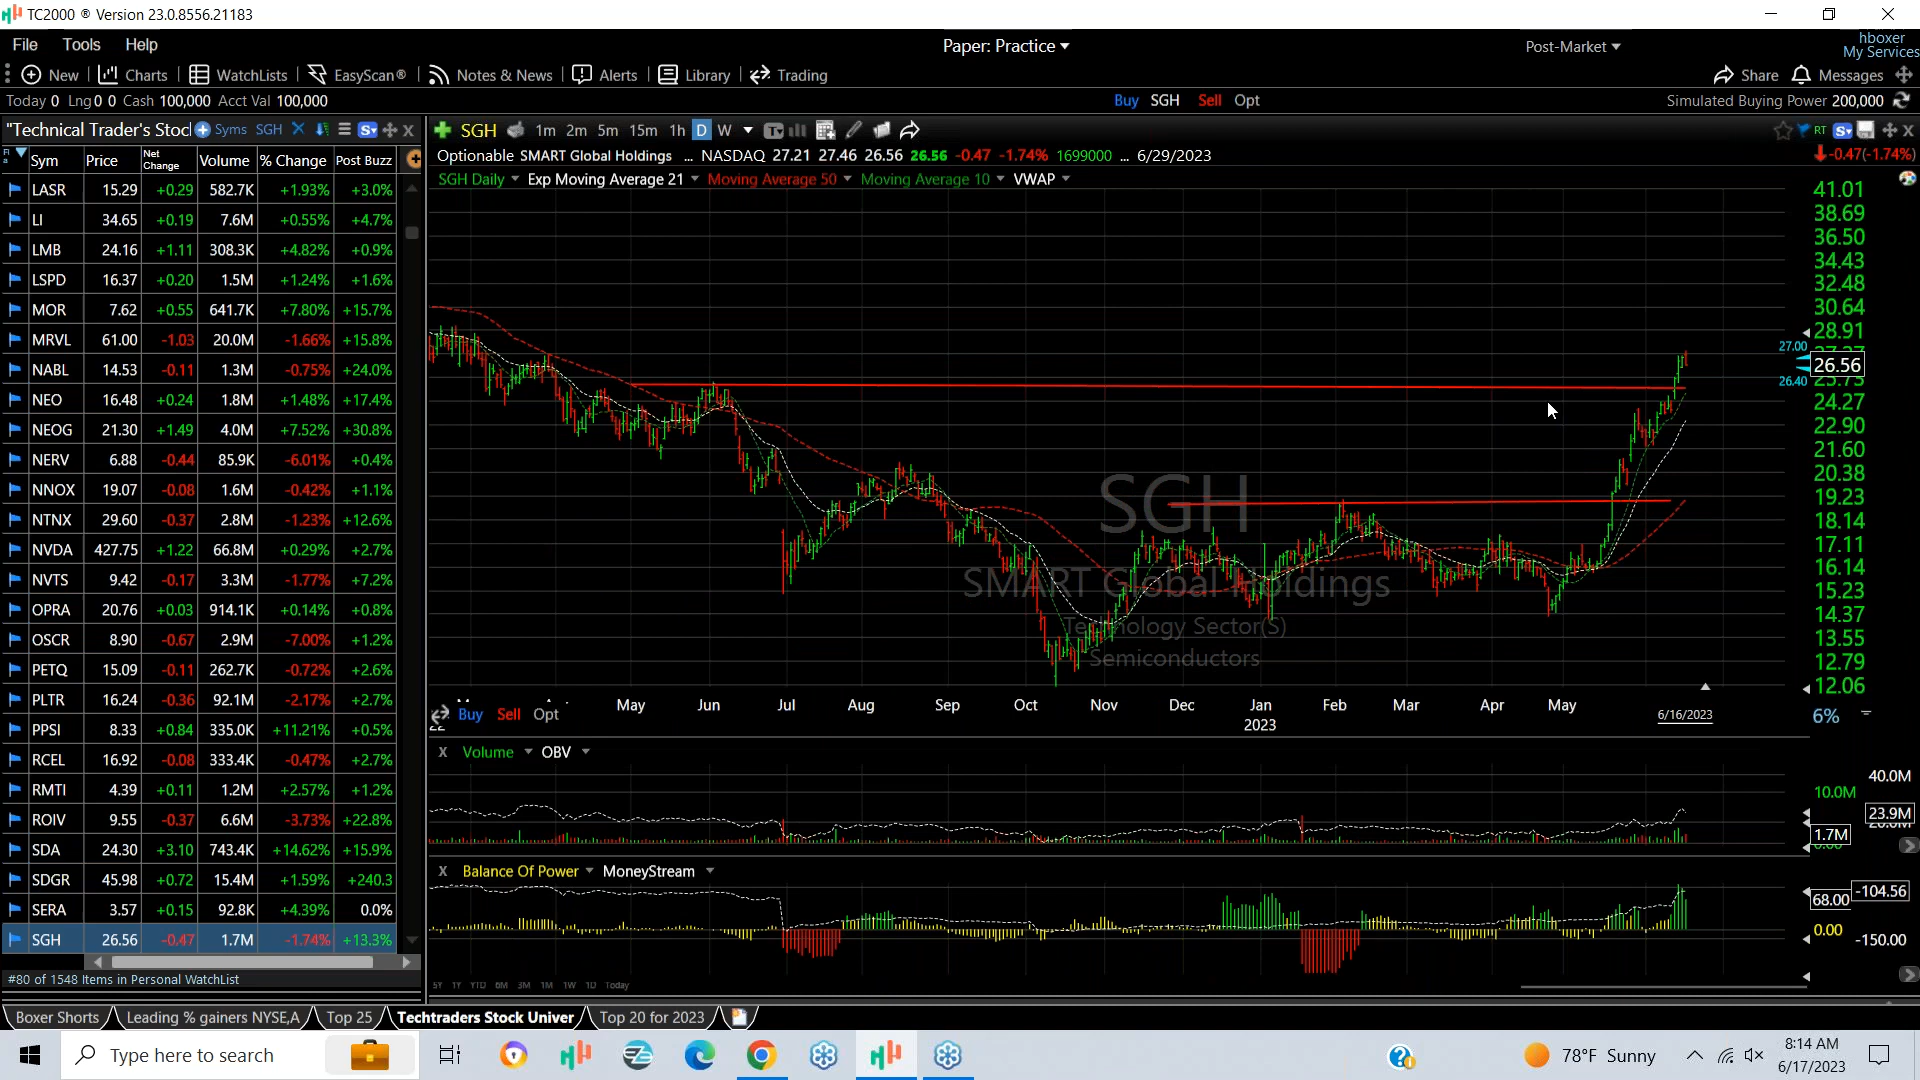 TC2000 ® Version 23.0.8556.21183
File Tools Help
Paper: Practice
Post-Market
hboxer
My Services
New Charts WatchLists EasyScan® Notes & News Alerts Library Trading
Share Messages
Today 0 Lng 0 0 Cash 100,000 Acct Val 100,000
Buy SGH Sell Opt
Simulated Buying Power 200,000
"Technical Trader's Stocl Syms SGH
SGH 1m 2m 5m 15m 1h D W
RT
Sym Price Net Change Volume % Change Post Buzz
Optionable SMART Global Holdings ... NASDAQ 27.21 27.46 26.56 26.56 -0.47 -1.74% 1699000 ... 6/29/2023
-0.47(-1.74%)
SGH Daily Exp Moving Average 21 Moving Average 50 Moving Average 10 VWAP
LASR 15.29 +0.29 582.7K +1.93% +3.0%
LI 34.65 +0.19 7.6M +0.55% +4.7%
LMB 24.16 +1.11 308.3K +4.82% +0.9%
LSPD 16.37 +0.20 1.5M +1.24% +1.6%
MOR 7.62 +0.55 641.7K +7.80% +15.7%
MRVL 61.00 -1.03 20.0M -1.66% +15.8%
NABL 14.53 -0.11 1.3M -0.75% +24.0%
NEO 16.48 +0.24 1.8M +1.48% +17.4%
NEOG 21.30 +1.49 4.0M +7.52% +30.8%
NERV 6.88 -0.44 85.9K -6.01% +0.4%
NNOX 19.07 -0.08 1.6M -0.42% +1.1%
NTNX 29.60 -0.37 2.8M -1.23% +12.6%
NVDA 427.75 +1.22 66.8M +0.29% +2.7%
NVTS 9.42 -0.17 3.3M -1.77% +7.2%
OPRA 20.76 +0.03 914.1K +0.14% +0.8%
OSCR 8.90 -0.67 2.9M -7.00% +1.2%
PETQ 15.09 -0.11 262.7K -0.72% +2.6%
PLTR 16.24 -0.36 92.1M -2.17% +2.7%
PPSI 8.33 +0.84 335.0K +11.21% +0.5%
RCEL 16.92 -0.08 333.4K -0.47% +2.7%
RMTI 4.39 +0.11 1.2M +2.57% +1.2%
ROIV 9.55 -0.37 6.6M -3.73% +22.8%
SDA 24.30 +3.10 743.4K +14.62% +15.9%
SDGR 45.98 +0.72 15.4M +1.59% +240.3
SERA 3.57 +0.15 92.8K +4.39% 0.0%
SGH 26.56 -0.47 1.7M -1.74% +13.3%
#80 of 1548 Items in Personal WatchList
41.01
38.69
36.50
34.43
32.48
30.64
28.91
27.00
26.56
26.40
25.75
24.27
22.90
21.60
20.38
19.23
18.14
17.11
16.14
15.23
14.37
13.55
12.79
12.06
SGH
SMART Global Holdings
Technology Sector(S)
Semiconductors
May Jun Jul Aug Sep Oct Nov Dec Jan Feb Mar Apr May
22 2023 6/16/2023
Buy Sell Opt
6%
X Volume OBV
40.0M
10.0M
23.9M
1.7M
X Balance Of Power MoneyStream
68.00 -104.56
0.00
-150.00
5Y 1Y YTD 6M 3M 1M 1W 1D Today
Boxer Shorts Leading % gainers NYSE,A Top 25 Techtraders Stock Univer Top 20 for 2023
Type here to search
78°F Sunny
8:14 AM
6/17/2023